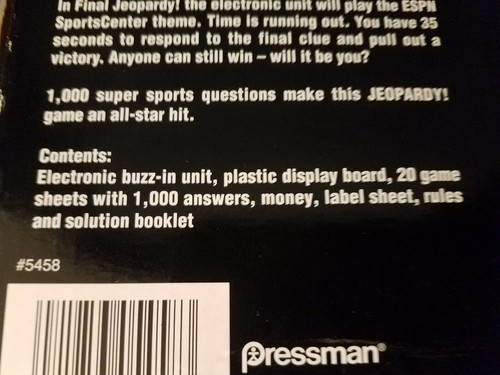 In Final Jeopardy! the electronic unit will play the ESPN
SportsCenter theme. Time is running out. You have 35
seconds to respond to the final clue and pull out a
victory. Anyone can still win – will it be you?
1,000 super sports questions make this JEOPARDY!
game an all-star hit.
Contents:
Electronic buzz-in unit, plastic display board, 20 game
sheets with 1,000 answers, money, label sheet, rules
and solution booklet
#5458
Pressman®